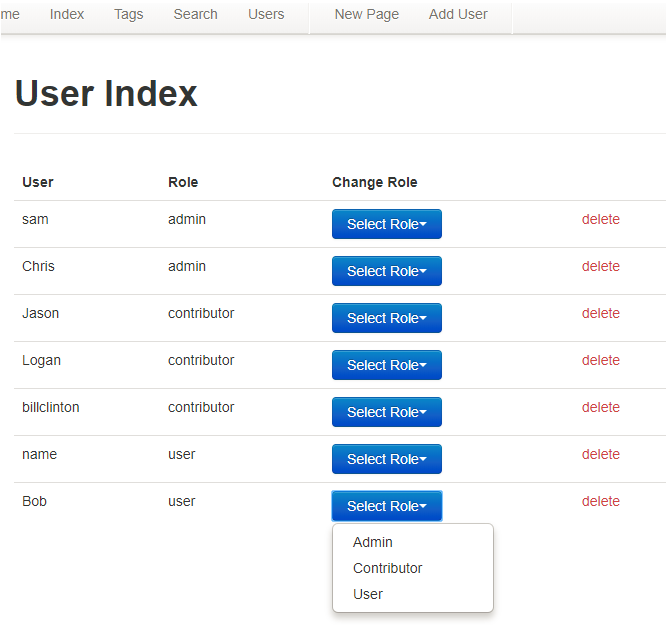 me Index Tags Search Users New Page Add User
User Index
User Role Change Role
sam admin Select Role delete
Chris admin Select Role delete
Jason contributor Select Role delete
Logan contributor Select Role delete
billclinton contributor Select Role delete
name user Select Role delete
Bob user Select Role delete
Admin
Contributor
User